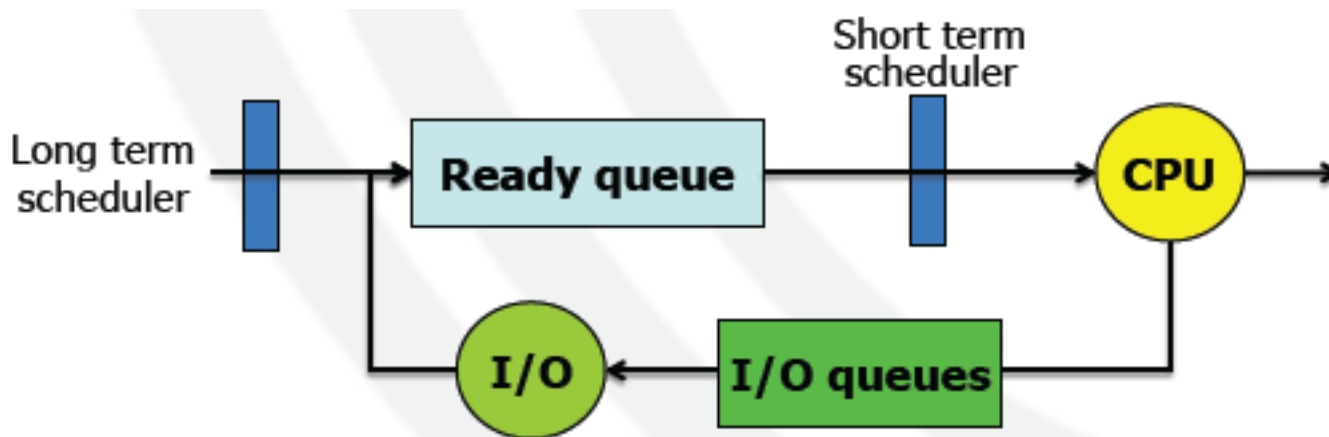 Short term
scheduler
Long term
scheduler
Ready queue
CPU
I/O
I/O queues